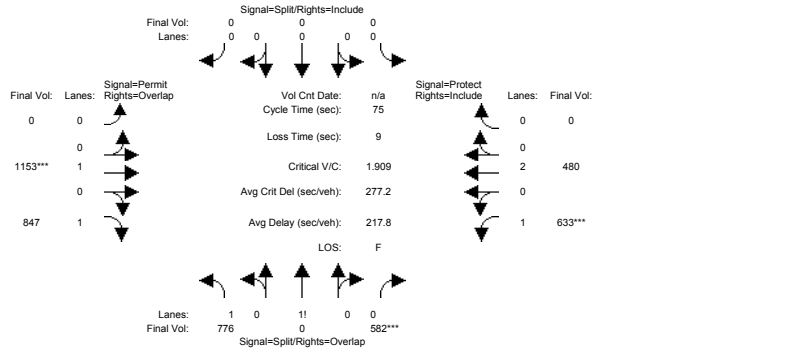 Signal=Split/Rights=Include
Final Vol: 0 0 0
Lanes: 0 0 0 0 0
Signal=Permit
Final Vol: Lanes: Rights=Overlap
Vol Cnt Date: n/a
Signal=Protect
Rights=Include Lanes: Final Vol:
Cycle Time (sec): 75
0 0
0 0
Loss Time (sec): 9
0
0
1153*** 1
Critical V/C: 1.909
2 480
0
Avg Crit Del (sec/veh): 277.2
0
847 1
Avg Delay (sec/veh): 217.8
1 633***
LOS: F
Lanes: 1 0 1! 0 0
Final Vol: 776 0 582***
Signal=Split/Rights=Overlap